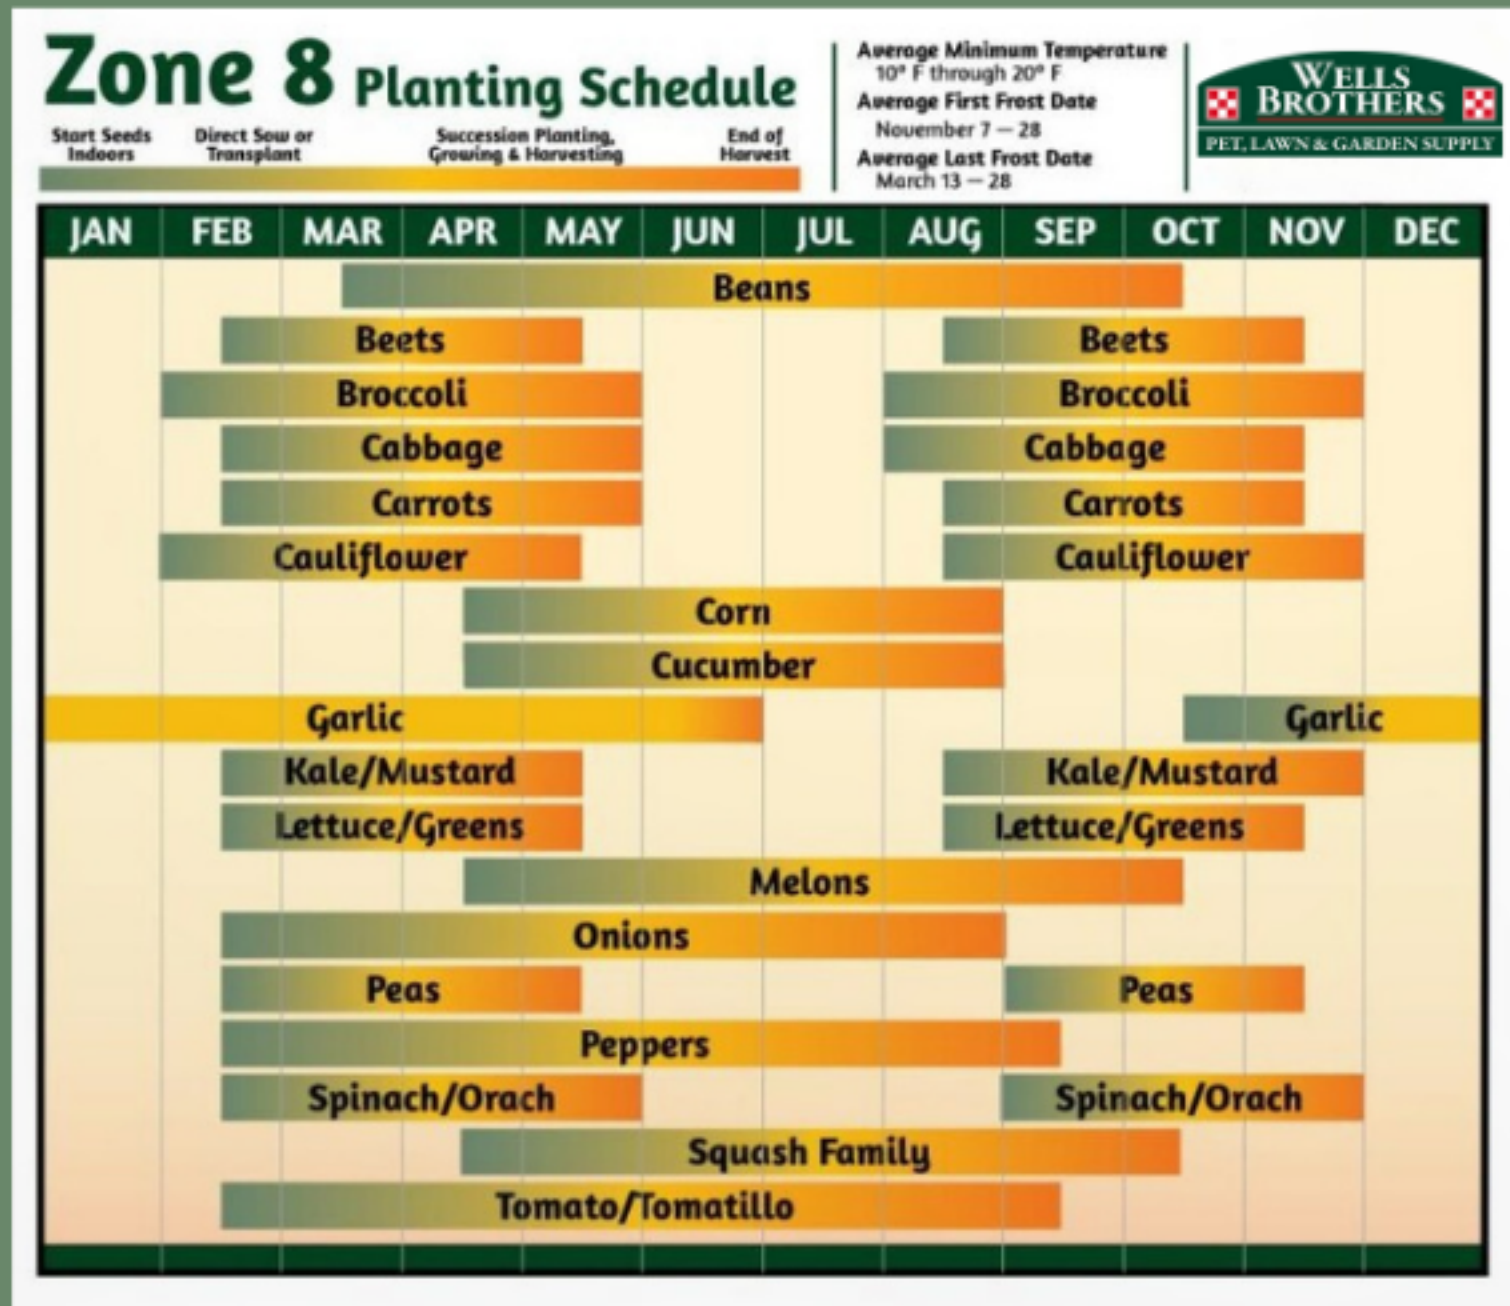 Zone 8 Planting Schedule
Start Seeds
Indoors
Direct Sow or
Transplant
Succession Planting,
Growing & Harvesting
End of
Harvest
Average Minimum Temperature
10° F through 20° F
Average First Frost Date
November 7 — 28
Average Last Frost Date
March 13 — 28
WELLS
BROTHERS
PET, LAWN & GARDEN SUPPLY
JAN FEB MAR APR MAY JUN JUL AUG SEP OCT NOV DEC
Beans
Beets Beets
Broccoli Broccoli
Cabbage Cabbage
Carrots Carrots
Cauliflower Cauliflower
Corn
Cucumber
Garlic Garlic
Kale/Mustard Kale/Mustard
Lettuce/Greens Lettuce/Greens
Melons
Onions
Peas Peas
Peppers
Spinach/Orach Spinach/Orach
Squash Family
Tomato/Tomatillo